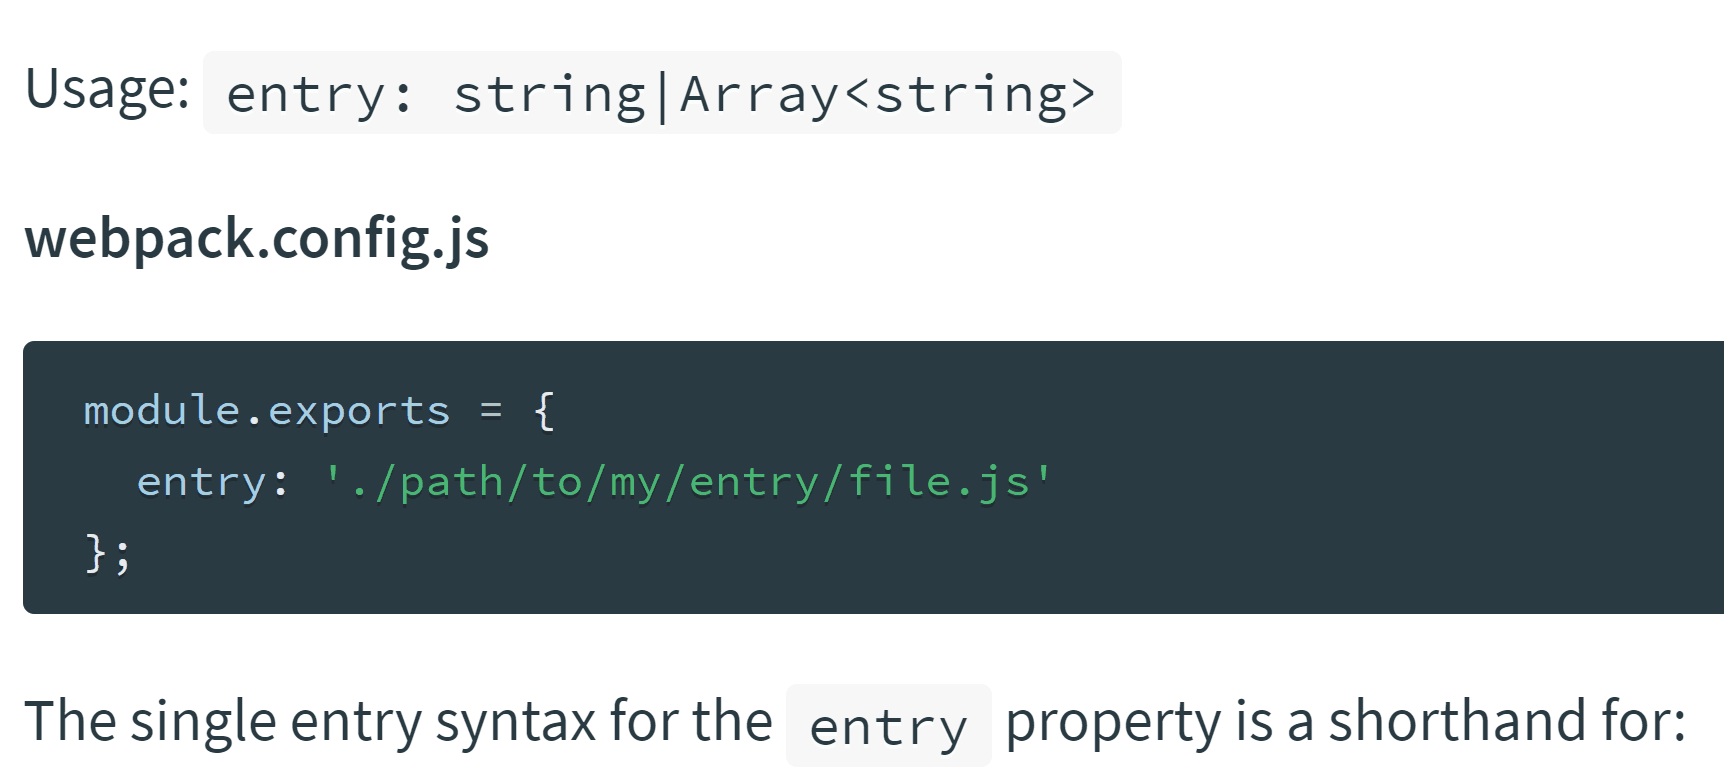 Usage: entry: string|Array<string>
webpack.config.js
module.exports = {
  entry: './path/to/my/entry/file.js'
};
The single entry syntax for the entry property is a shorthand for: